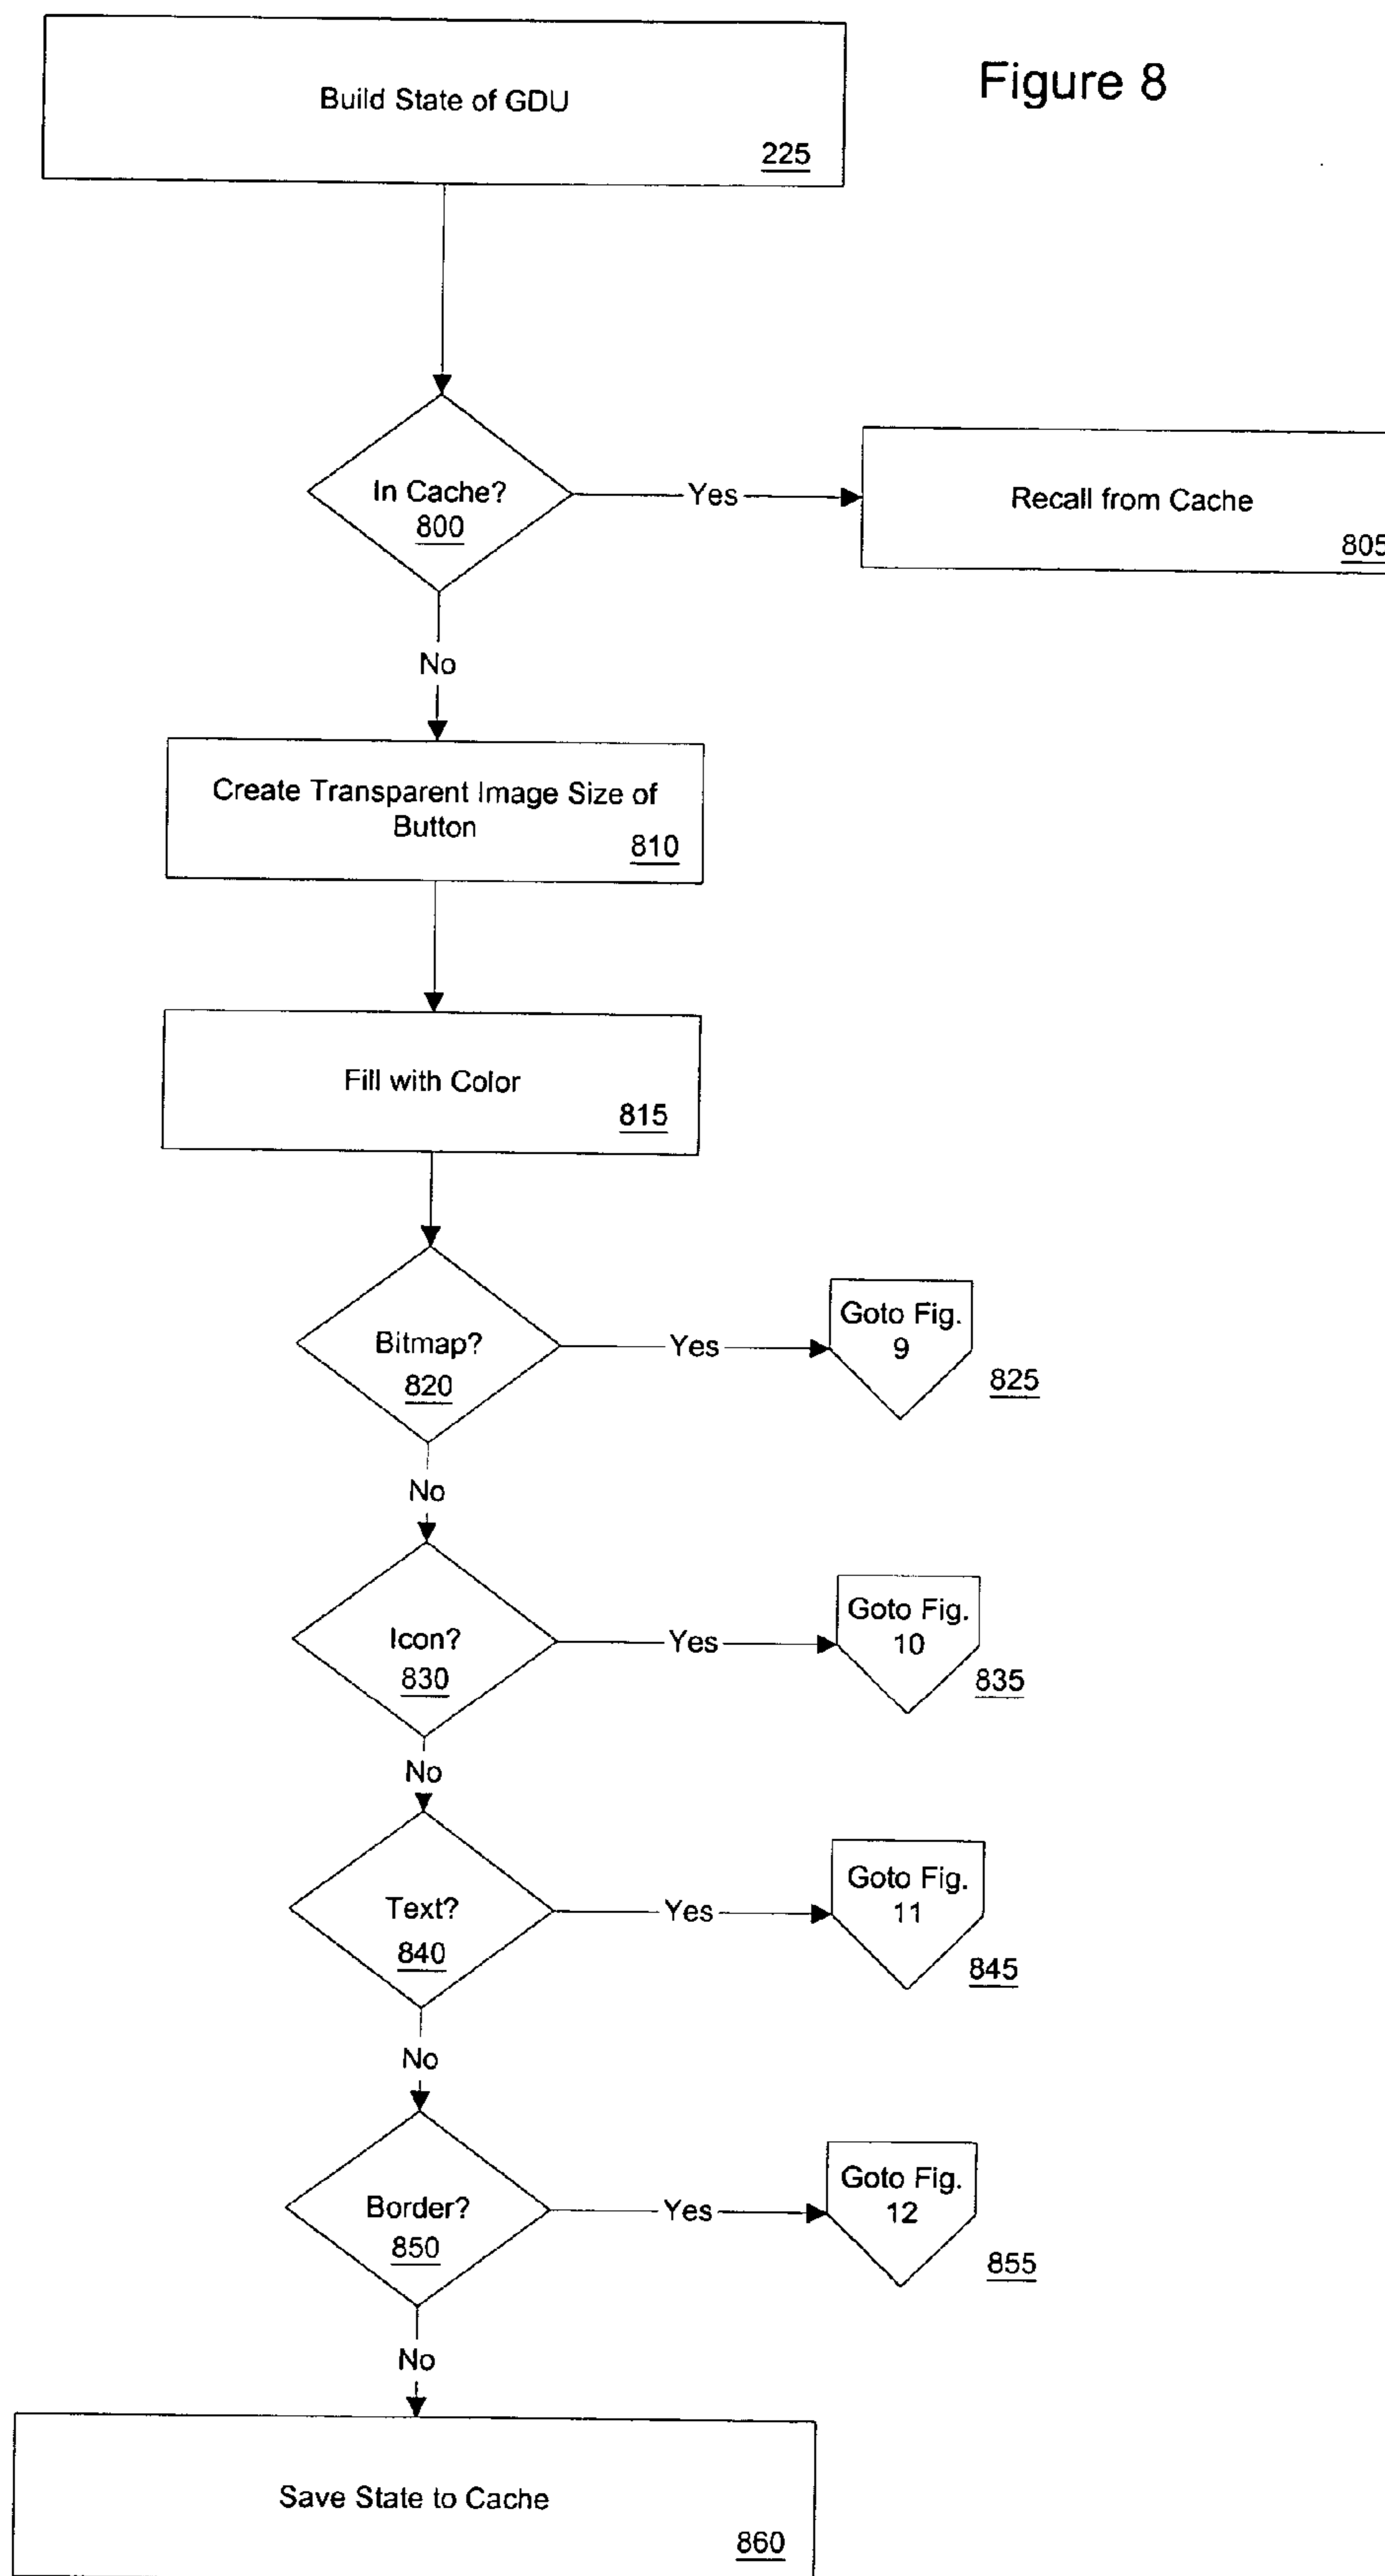 Figure 8
Build State of GDU
225
In Cache?
800
Yes
Recall from Cache
805
No
Create Transparent Image Size of
Button
810
Fill with Color
815
Bitmap?
820
Yes
Goto Fig.
9
825
No
Icon?
830
Yes
Goto Fig.
10
835
No
Text?
840
Yes
Goto Fig.
11
845
No
Border?
850
Yes
Goto Fig.
12
855
No
Save State to Cache
860